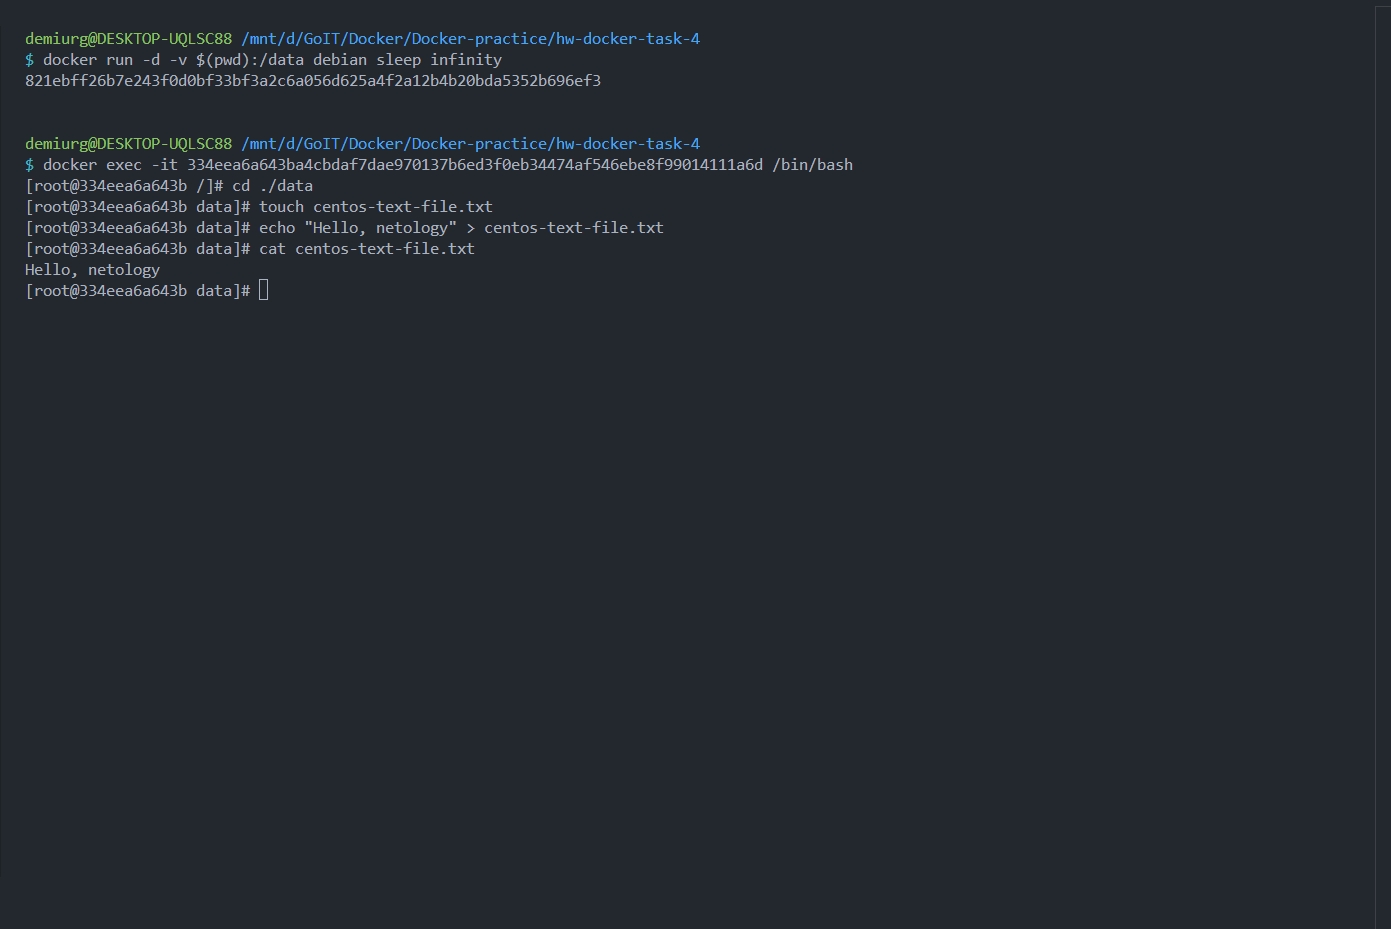 demiurg@DESKTOP-UQLSC88 /mnt/d/GoIT/Docker/Docker-practice/hw-docker-task-4
$ docker run -d -v $(pwd):/data debian sleep infinity
821ebff26b7e243f0d0bf33bf3a2c6a056d625a4f2a12b4b20bda5352b696ef3
demiurg@DESKTOP-UQLSC88 /mnt/d/GoIT/Docker/Docker-practice/hw-docker-task-4
$ docker exec -it 334eea6a643ba4cbdaf7dae970137b6ed3f0eb34474af546ebe8f99014111a6d /bin/bash
[root@334eea6a643b /]# cd ./data
[root@334eea6a643b data]# touch centos-text-file.txt
[root@334eea6a643b data]# echo "Hello, netology" > centos-text-file.txt
[root@334eea6a643b data]# cat centos-text-file.txt
Hello, netology
[root@334eea6a643b data]#